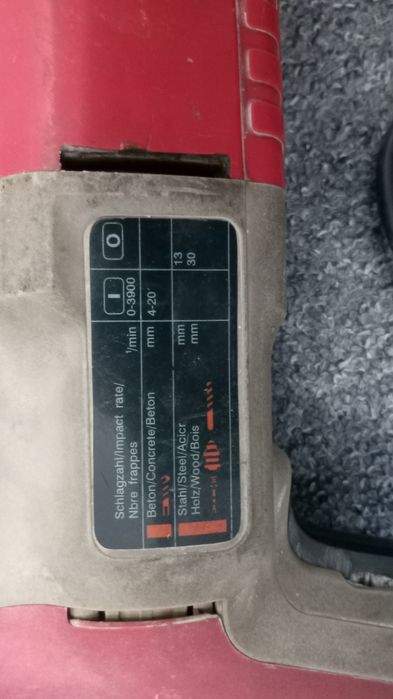 I O
Schlagzahl/Impact rate/
Nbre frappes 1/min 0-3900
Beton/Concrete/Beton mm 4-20
Stahl/Steel/Acier mm 13
Holz/Wood/Bois mm 30